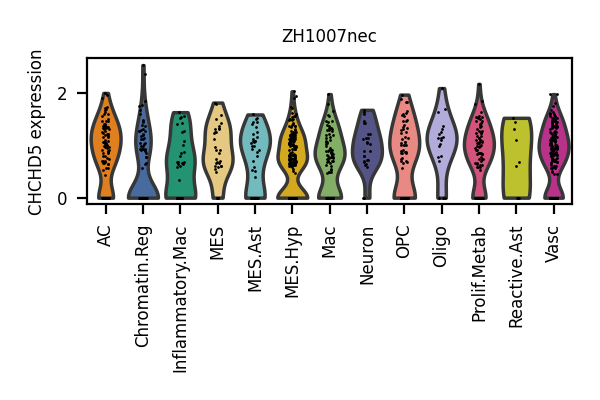 ZH1007nec
CHCHD5 expression
2
0
AC
Chromatin.Reg
Inflammatory.Mac
MES
MES.Ast
MES.Hyp
Mac
Neuron
OPC
Oligo
Prolif.Metab
Reactive.Ast
Vasc